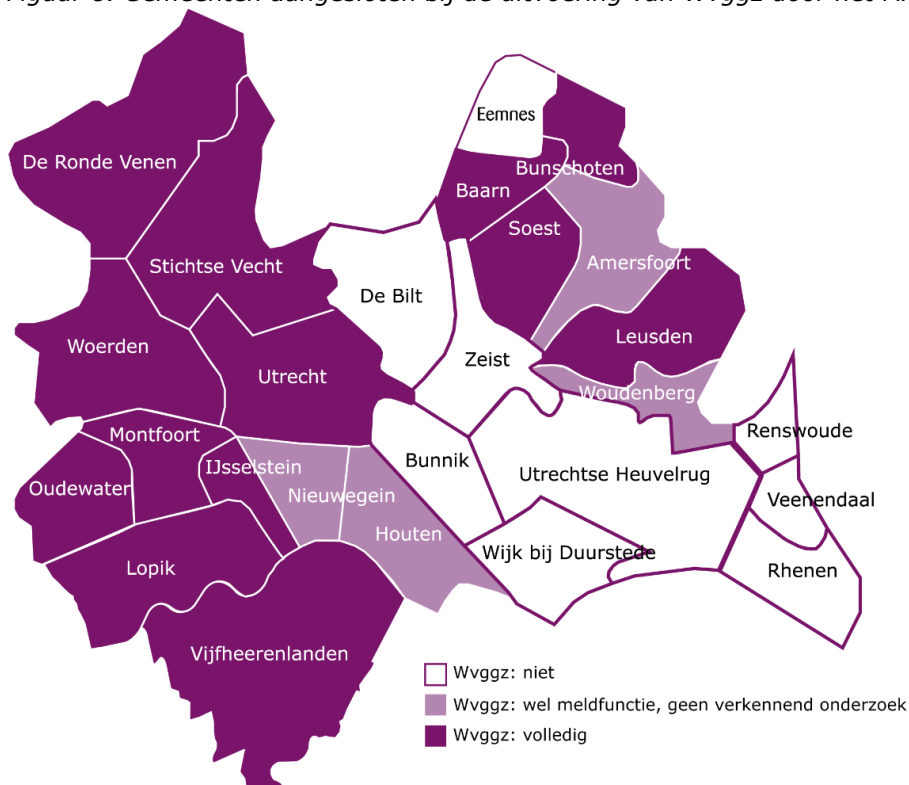 Eemnes
De Ronde Venen
Bunschoten
Baarn
Soest
Amersfoort
Stichtse Vecht
De Bilt
Leusden
Woerden
Zeist
Utrecht
Woudenberg
Renswoude
Montfoort
Bunnik
IJsselstein
Utrechtse Heuvelrug
Oudewater
Nieuwegein
Veenendaal
Houten
Wijk bij Duurstede
Lopik
Rhenen
Vijfheerenlanden
Wvggz: niet
Wvggz: wel meldfunctie, geen verkennend onderzoek
Wvggz: volledig